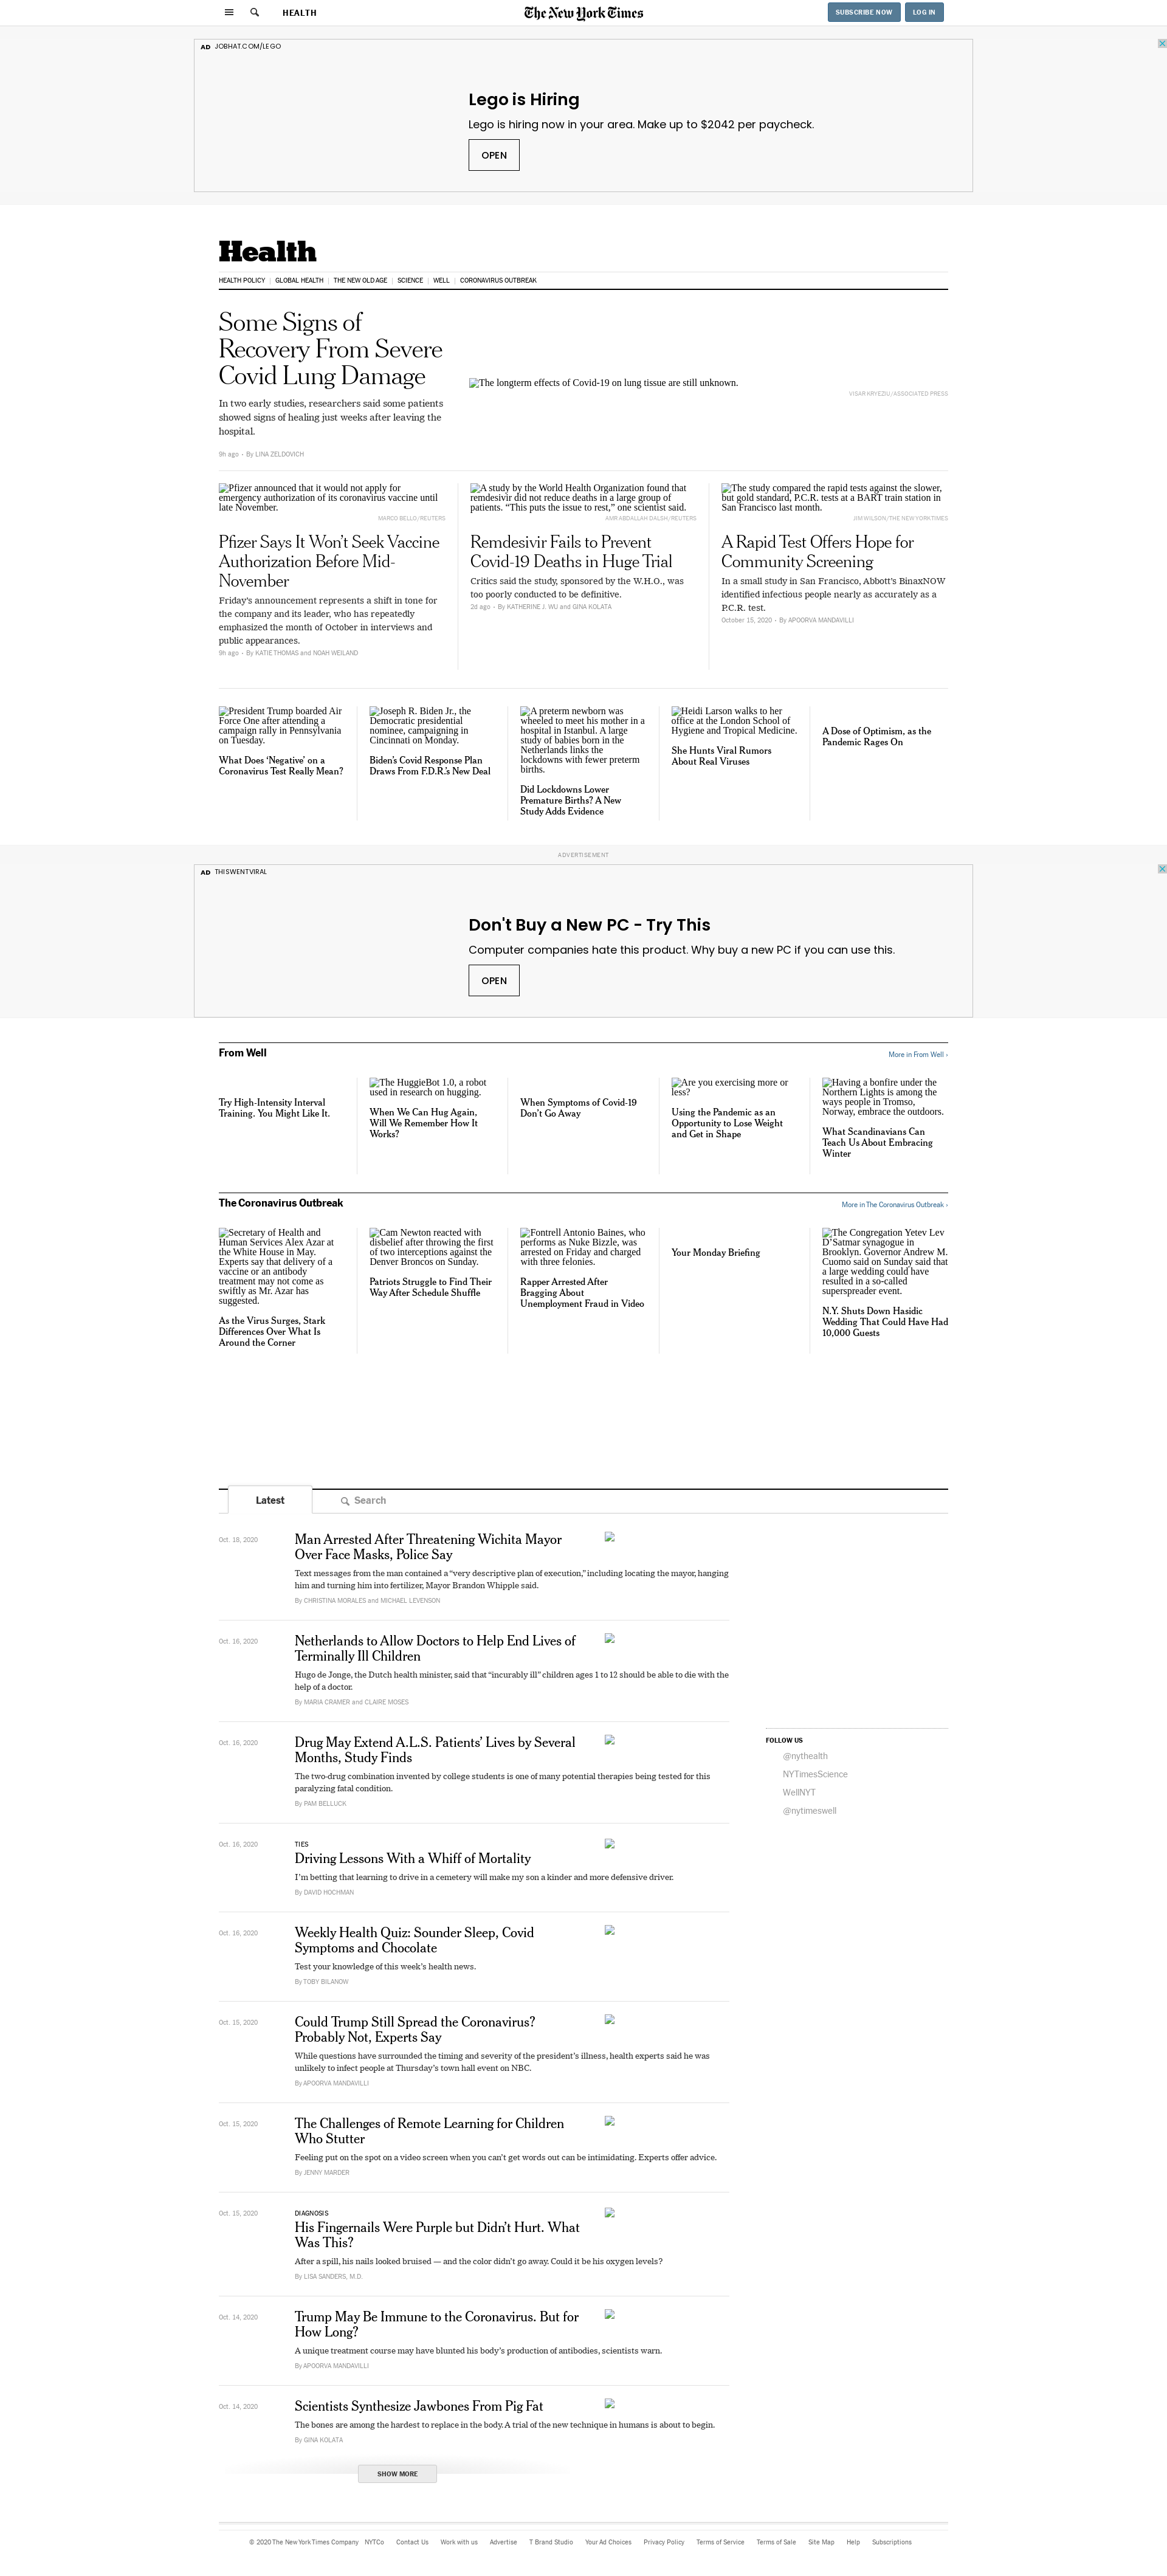 HEALTH
The New York Times
SUBSCRIBE NOW
LOG IN
AD JOBHAT.COM/LEGO
Lego is Hiring
Lego is hiring now in your area. Make up to $2042 per paycheck.
OPEN
Health
HEALTH POLICY | GLOBAL HEALTH | THE NEW OLD AGE | SCIENCE | WELL | CORONAVIRUS OUTBREAK
Some Signs of
Recovery From Severe
Covid Lung Damage
In two early studies, researchers said some patients
showed signs of healing just weeks after leaving the
hospital.
9h ago • By LINA ZELDOVICH
The longterm effects of Covid-19 on lung tissue are still unknown.
VISAR KRYEZIU/ASSOCIATED PRESS
Pfizer announced that it would not apply for
emergency authorization of its coronavirus vaccine until
late November.
MARCO BELLO/REUTERS
Pfizer Says It Won’t Seek Vaccine
Authorization Before Mid-
November
Friday’s announcement represents a shift in tone for
the company and its leader, who has repeatedly
emphasized the month of October in interviews and
public appearances.
9h ago • By KATIE THOMAS and NOAH WEILAND
A study by the World Health Organization found that
remdesivir did not reduce deaths in a large group of
patients. “This puts the issue to rest,” one scientist said.
AMR ABDALLAH DALSH/REUTERS
Remdesivir Fails to Prevent
Covid-19 Deaths in Huge Trial
Critics said the study, sponsored by the W.H.O., was
too poorly conducted to be definitive.
2d ago • By KATHERINE J. WU and GINA KOLATA
The study compared the rapid tests against the slower,
but gold standard, P.C.R. tests at a BART train station in
San Francisco last month.
JIM WILSON/THE NEW YORK TIMES
A Rapid Test Offers Hope for
Community Screening
In a small study in San Francisco, Abbott’s BinaxNOW
identified infectious people nearly as accurately as a
P.C.R. test.
October 15, 2020 • By APOORVA MANDAVILLI
President Trump boarded Air
Force One after attending a
campaign rally in Pennsylvania
on Tuesday.
What Does ‘Negative’ on a
Coronavirus Test Really Mean?
Joseph R. Biden Jr., the
Democratic presidential
nominee, campaigning in
Cincinnati on Monday.
Biden’s Covid Response Plan
Draws From F.D.R.’s New Deal
A preterm newborn was
wheeled to meet his mother in a
hospital in Istanbul. A large
study of babies born in the
Netherlands links the
lockdowns with fewer preterm
births.
Did Lockdowns Lower
Premature Births? A New
Study Adds Evidence
Heidi Larson walks to her
office at the London School of
Hygiene and Tropical Medicine.
She Hunts Viral Rumors
About Real Viruses
A Dose of Optimism, as the
Pandemic Rages On
ADVERTISEMENT
AD THISWENTVIRAL
Don't Buy a New PC - Try This
Computer companies hate this product. Why buy a new PC if you can use this.
OPEN
From Well
More in From Well ›
Try High-Intensity Interval
Training. You Might Like It.
The HuggieBot 1.0, a robot
used in research on hugging.
When We Can Hug Again,
Will We Remember How It
Works?
When Symptoms of Covid-19
Don’t Go Away
Are you exercising more or
less?
Using the Pandemic as an
Opportunity to Lose Weight
and Get in Shape
Having a bonfire under the
Northern Lights is among the
ways people in Tromso,
Norway, embrace the outdoors.
What Scandinavians Can
Teach Us About Embracing
Winter
The Coronavirus Outbreak
More in The Coronavirus Outbreak ›
Secretary of Health and
Human Services Alex Azar at
the White House in May.
Experts say that delivery of a
vaccine or an antibody
treatment may not come as
swiftly as Mr. Azar has
suggested.
As the Virus Surges, Stark
Differences Over What Is
Around the Corner
Cam Newton reacted with
disbelief after throwing the first
of two interceptions against the
Denver Broncos on Sunday.
Patriots Struggle to Find Their
Way After Schedule Shuffle
Fontrell Antonio Baines, who
performs as Nuke Bizzle, was
arrested on Friday and charged
with three felonies.
Rapper Arrested After
Bragging About
Unemployment Fraud in Video
Your Monday Briefing
The Congregation Yetev Lev
D’Satmar synagogue in
Brooklyn. Governor Andrew M.
Cuomo said on Sunday said that
a large wedding could have
resulted in a so-called
superspreader event.
N.Y. Shuts Down Hasidic
Wedding That Could Have Had
10,000 Guests
Latest
Search
Oct. 18, 2020
Man Arrested After Threatening Wichita Mayor
Over Face Masks, Police Say
Text messages from the man contained a “very descriptive plan of execution,” including locating the mayor, hanging
him and turning him into fertilizer, Mayor Brandon Whipple said.
By CHRISTINA MORALES and MICHAEL LEVENSON
Oct. 16, 2020
Netherlands to Allow Doctors to Help End Lives of
Terminally Ill Children
Hugo de Jonge, the Dutch health minister, said that “incurably ill” children ages 1 to 12 should be able to die with the
help of a doctor.
By MARIA CRAMER and CLAIRE MOSES
Oct. 16, 2020
Drug May Extend A.L.S. Patients’ Lives by Several
Months, Study Finds
The two-drug combination invented by college students is one of many potential therapies being tested for this
paralyzing fatal condition.
By PAM BELLUCK
FOLLOW US
@nythealth
NYTimesScience
WellNYT
@nytimeswell
Oct. 16, 2020
TIES
Driving Lessons With a Whiff of Mortality
I’m betting that learning to drive in a cemetery will make my son a kinder and more defensive driver.
By DAVID HOCHMAN
Oct. 16, 2020
Weekly Health Quiz: Sounder Sleep, Covid
Symptoms and Chocolate
Test your knowledge of this week’s health news.
By TOBY BILANOW
Oct. 15, 2020
Could Trump Still Spread the Coronavirus?
Probably Not, Experts Say
While questions have surrounded the timing and severity of the president’s illness, health experts said he was
unlikely to infect people at Thursday’s town hall event on NBC.
By APOORVA MANDAVILLI
Oct. 15, 2020
The Challenges of Remote Learning for Children
Who Stutter
Feeling put on the spot on a video screen when you can’t get words out can be intimidating. Experts offer advice.
By JENNY MARDER
Oct. 15, 2020
DIAGNOSIS
His Fingernails Were Purple but Didn’t Hurt. What
Was This?
After a spill, his nails looked bruised — and the color didn’t go away. Could it be his oxygen levels?
By LISA SANDERS, M.D.
Oct. 14, 2020
Trump May Be Immune to the Coronavirus. But for
How Long?
A unique treatment course may have blunted his body’s production of antibodies, scientists warn.
By APOORVA MANDAVILLI
Oct. 14, 2020
Scientists Synthesize Jawbones From Pig Fat
The bones are among the hardest to replace in the body. A trial of the new technique in humans is about to begin.
By GINA KOLATA
SHOW MORE
© 2020 The New York Times Company NYTCo Contact Us Work with us Advertise T Brand Studio Your Ad Choices Privacy Policy Terms of Service Terms of Sale Site Map Help Subscriptions